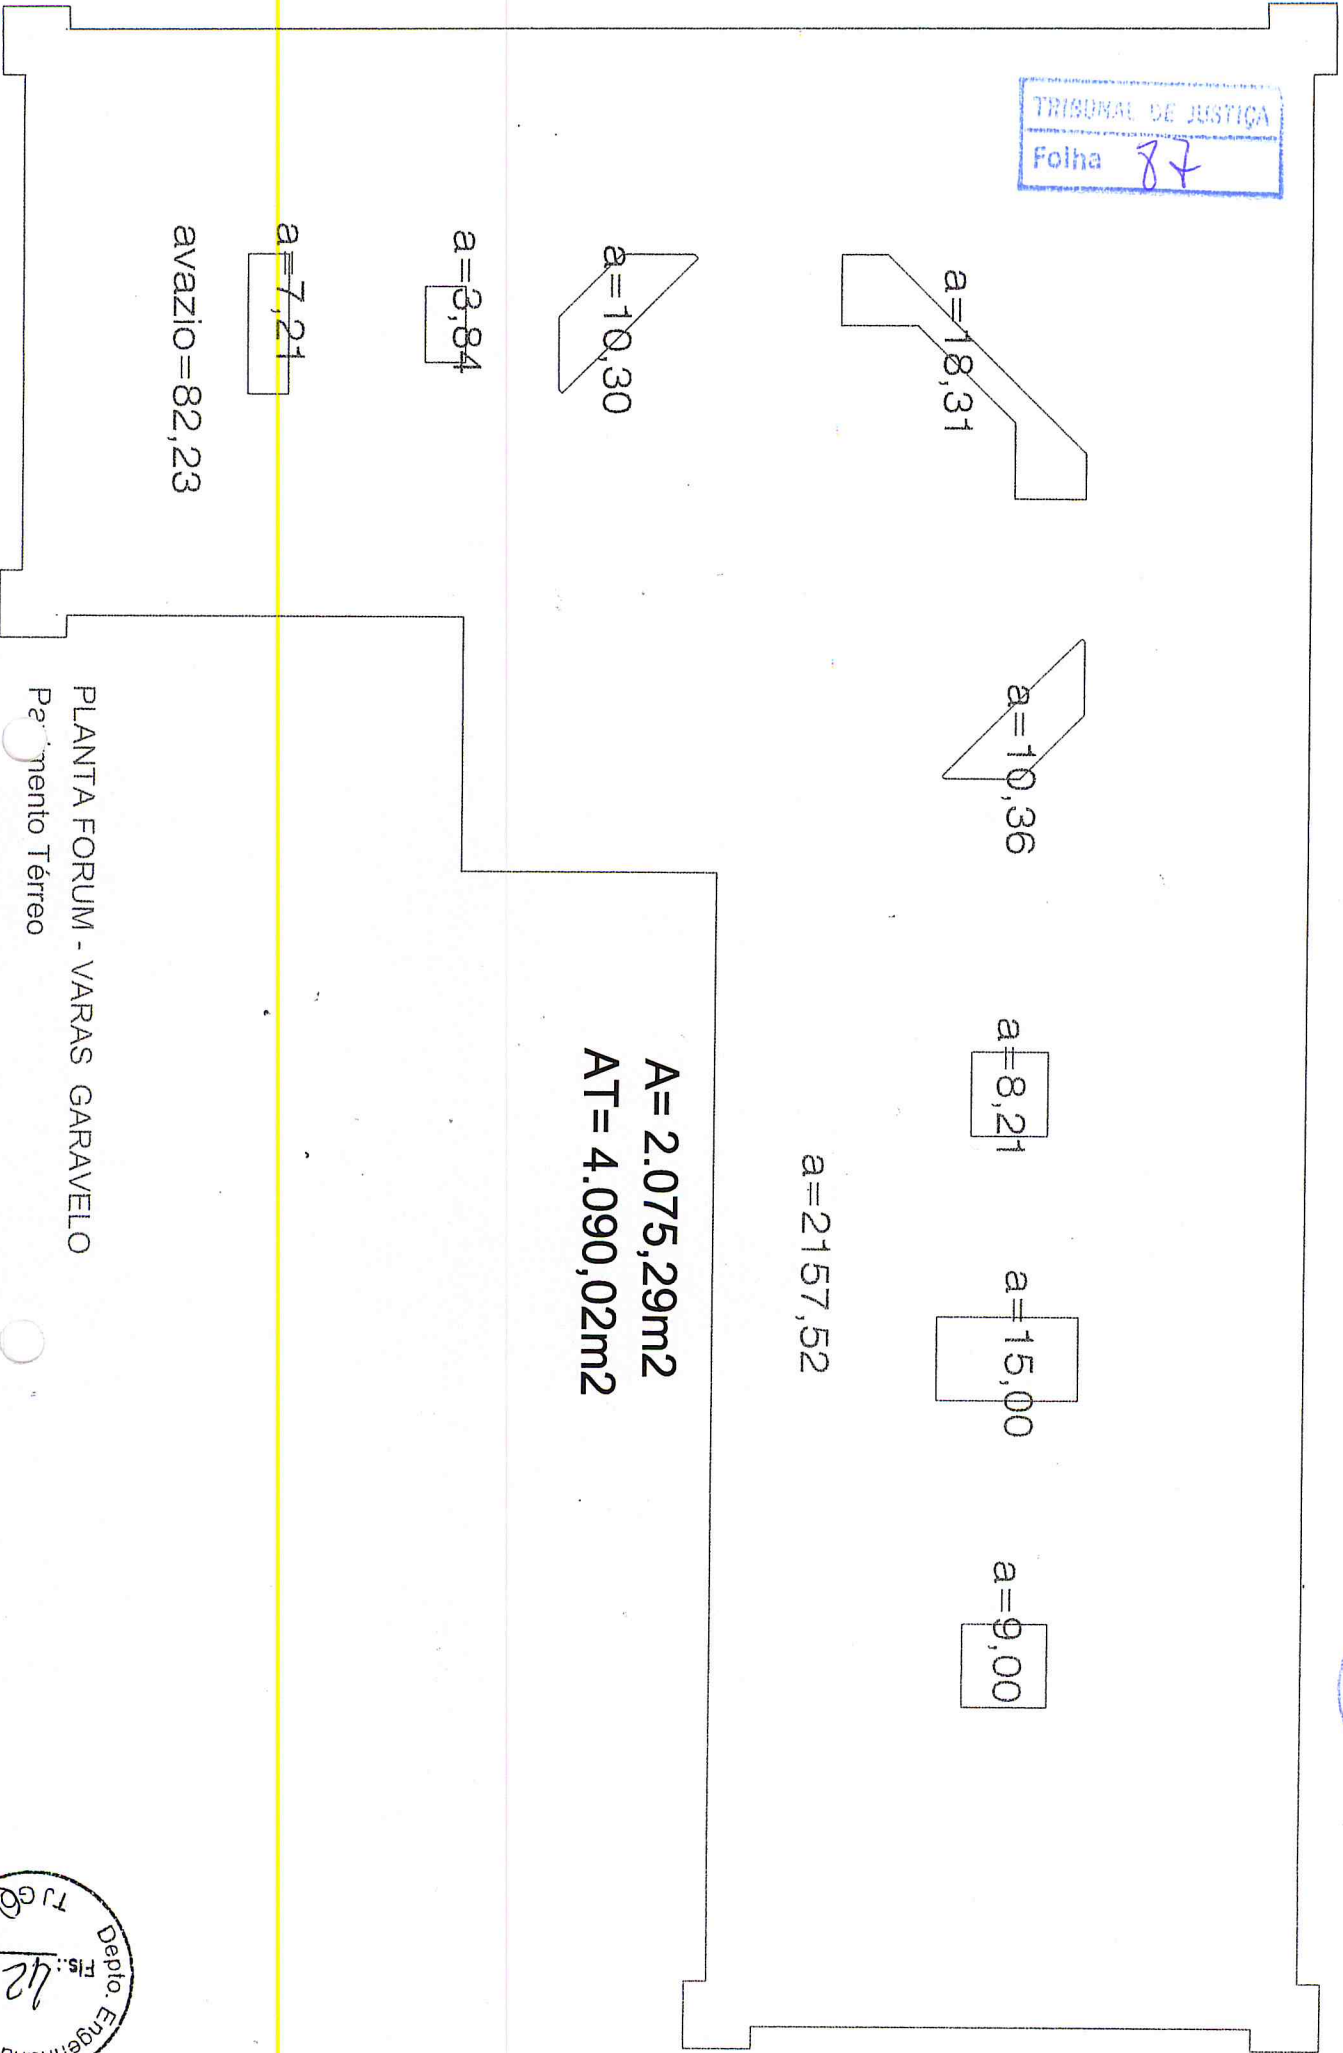 TRIBUNAL DE JUSTIÇA
Folha 87
a=18,31
a=10,30
a=3,84
a=7,21
avazio=82,23
a=10,36
a=8,21
a=15,00
a=9,00
a=2157,52
A= 2.075,29m2
AT= 4.090,02m2
PLANTA FORUM - VARAS GARAVELO
Térreo
Depto.
Fls.: 42
TJGO